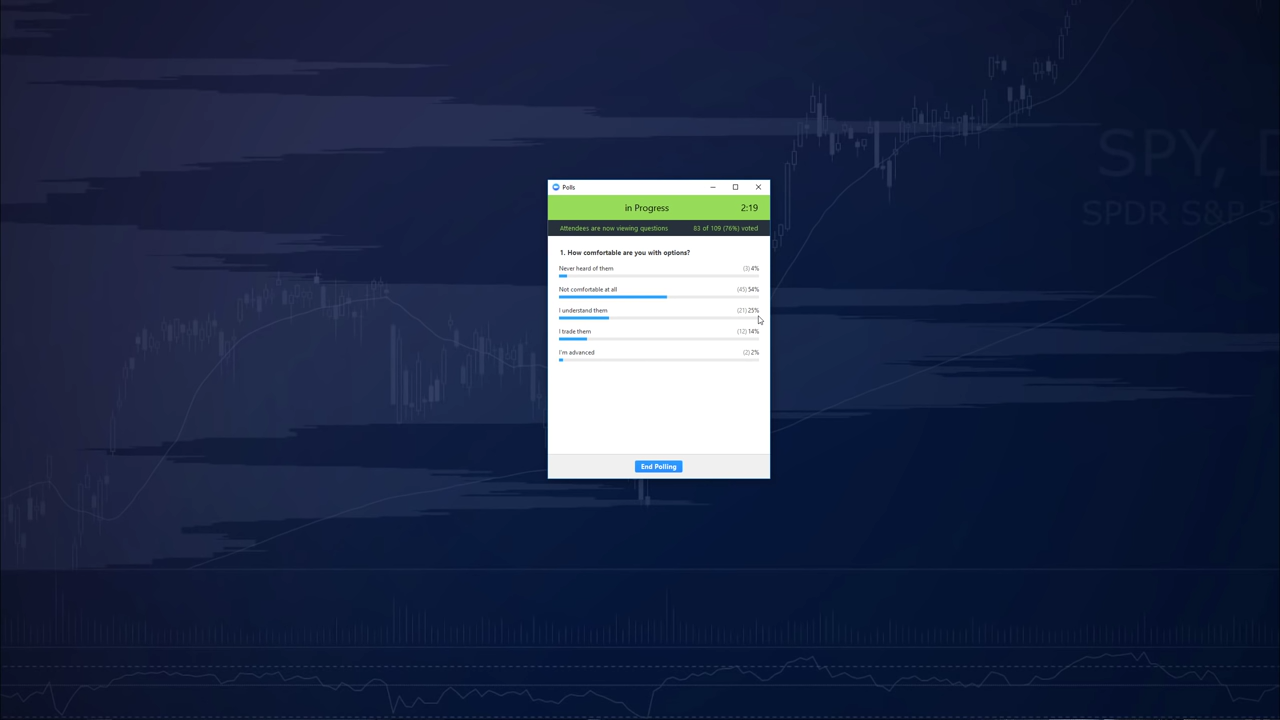 SPY, D
SPDR S&P 5
Polls
in Progress 2:19
Attendees are now viewing questions 83 of 109 (76%) voted
1. How comfortable are you with options?
Never heard of them (3) 4%
Not comfortable at all (45) 54%
I understand them (21) 25%
I trade them (12) 14%
I'm advanced (2) 2%
End Polling